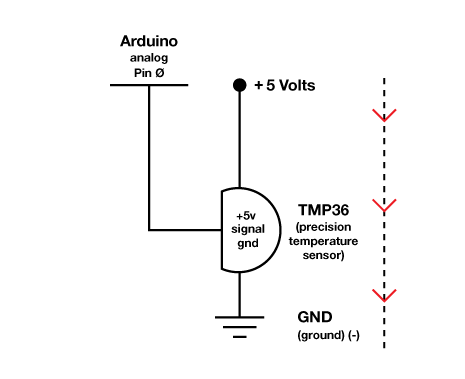 Arduino
analog
Pin Ø
+ 5 Volts
+5v
signal
gnd
TMP36
(precision
temperature
sensor)
GND
(ground) (-)